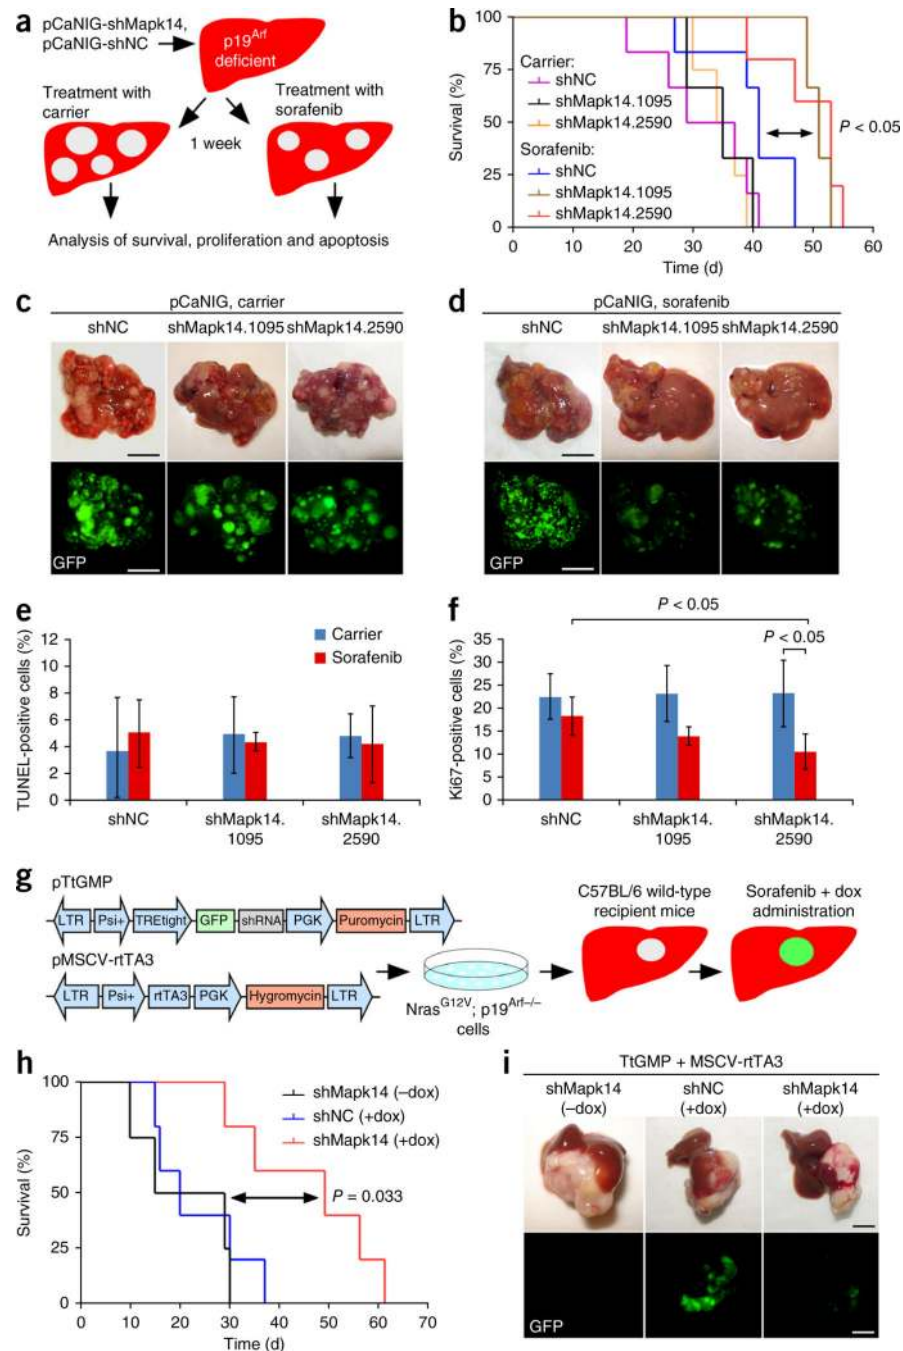 a
pCaNIG-shMapk14,
pCaNIG-shNC
p19Arf
deficient
Treatment with
carrier
Treatment with
sorafenib
1 week
Analysis of survival, proliferation and apoptosis
b
Survival (%)
100
75
50
25
0
Carrier:
shNC
shMapk14.1095
shMapk14.2590
Sorafenib:
shNC
shMapk14.1095
shMapk14.2590
P < 0.05
0 10 20 30 40 50 60
Time (d)
c
pCaNIG, carrier
shNC shMapk14.1095 shMapk14.2590
GFP
d
pCaNIG, sorafenib
shNC shMapk14.1095 shMapk14.2590
GFP
e
TUNEL-positive cells (%)
12
10
8
6
4
2
0
Carrier
Sorafenib
shNC shMapk14.1095 shMapk14.2590
f
Ki67-positive cells (%)
35
30
25
20
15
10
5
0
P < 0.05
P < 0.05
shNC shMapk14.1095 shMapk14.2590
g
pTtGMP
LTR Psi+ TREtight GFP shRNA PGK Puromycin LTR
pMSCV-rtTA3
LTR Psi+ rtTA3 PGK Hygromycin LTR
NrasG12V; p19Arf–/–
cells
C57BL/6 wild-type
recipient mice
Sorafenib + dox
administration
h
Survival (%)
100
75
50
25
0
shMapk14 (–dox)
shNC (+dox)
shMapk14 (+dox)
P = 0.033
0 10 20 30 40 50 60 70
Time (d)
i
TtGMP + MSCV-rtTA3
shMapk14 (–dox)
shNC (+dox)
shMapk14 (+dox)
GFP